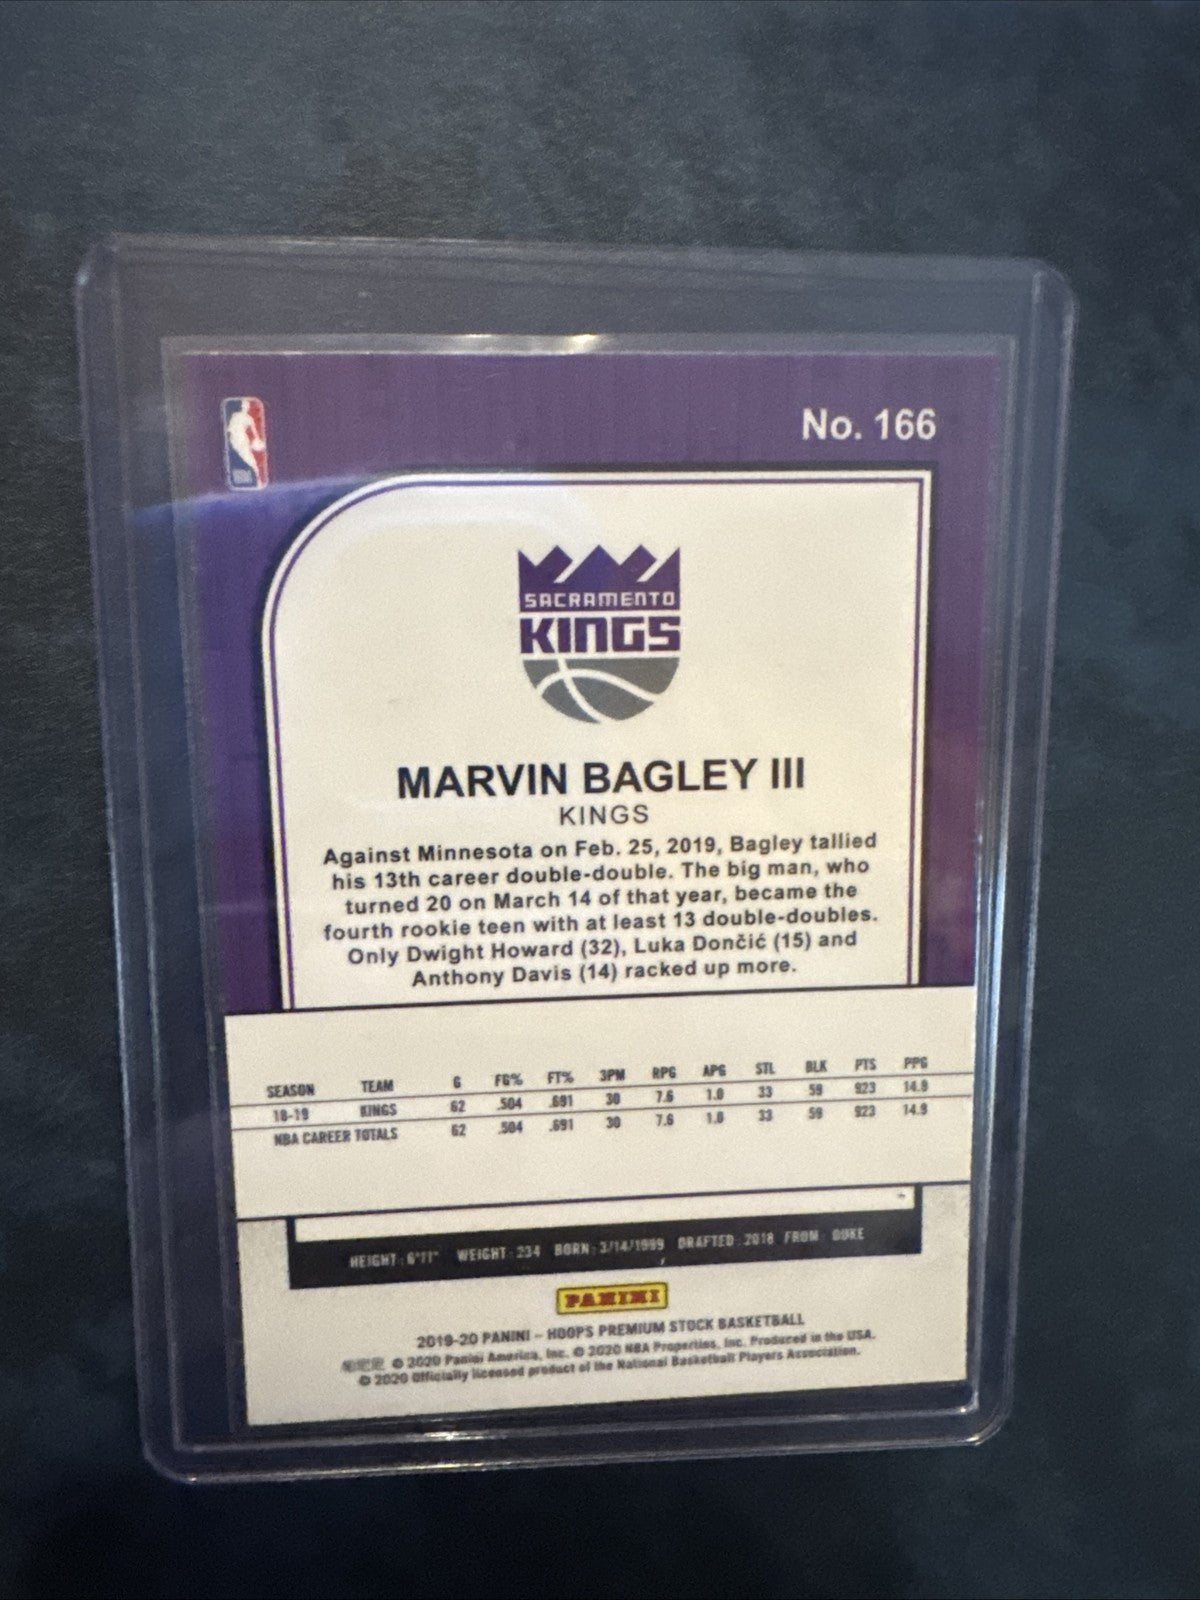 No. 166
SACRAMENTO
KINGS
MARVIN BAGLEY III
KINGS
Against Minnesota on Feb. 25, 2019, Bagley tallied
his 13th career double-double. The big man, who
turned 20 on March 14 of that year, became the
fourth rookie teen with at least 13 double-doubles.
Only Dwight Howard (32), Luka Dončić (15) and
Anthony Davis (14) racked up more.
SEASON TEAM G FG% FT% 3PM RPG APG STL BLK PTS PPG
18-19 KINGS 62 .504 .691 30 7.6 1.0 33 59 923 14.9
NBA CAREER TOTALS 62 .504 .691 30 7.6 1.0 33 59 923 14.9
HEIGHT: 6'11" WEIGHT: 234 BORN: 3/14/1999 DRAFTED: 2018 FROM: DUKE
PANINI
2019-20 PANINI – HOOPS PREMIUM STOCK BASKETBALL
© 2020 Panini America, Inc. © 2020 NBA Properties, Inc. Produced in the USA.
© 2020 Officially licensed product of the National Basketball Players Association.